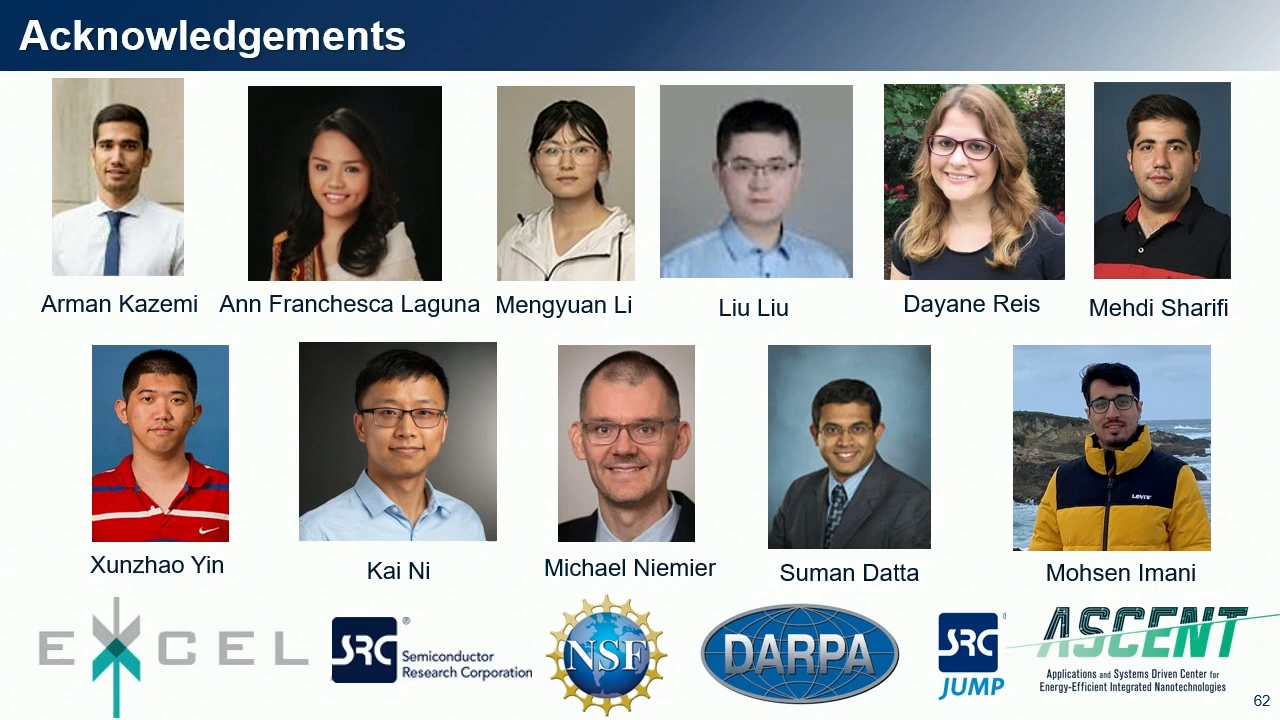 Acknowledgements
Arman Kazemi
Ann Franchesca Laguna
Mengyuan Li
Liu Liu
Dayane Reis
Mehdi Sharifi
Levi's
Xunzhao Yin
Kai Ni
Michael Niemier
Suman Datta
Mohsen Imani
EXCEL
SRC®
Semiconductor
Research Corporation
NSF
DARPA
SRC
JUMP
ASCENT
Applications and Systems Driven Center for
Energy-Efficient Integrated Nanotechnologies
62